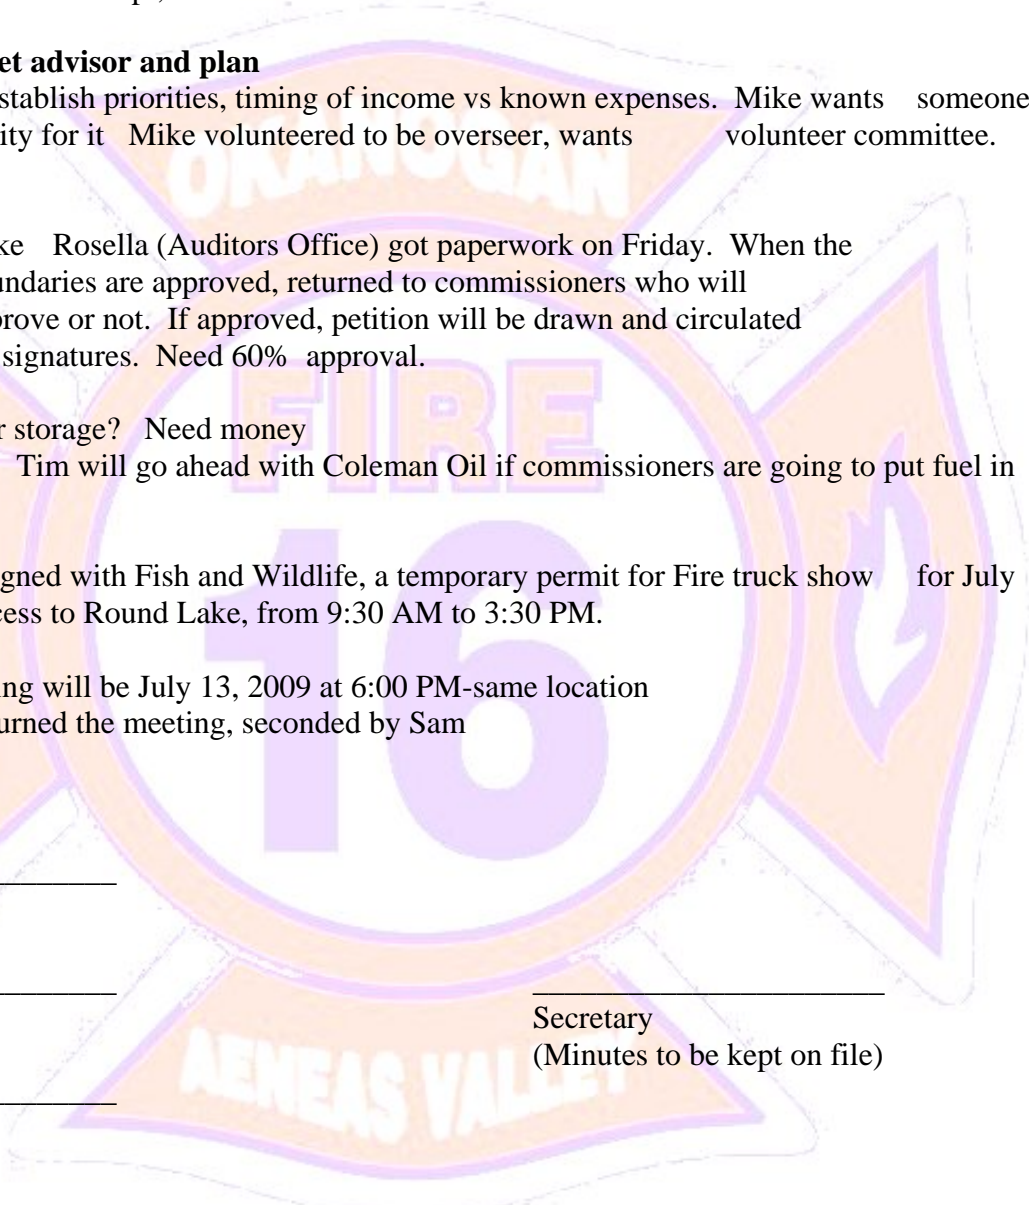 et advisor and plan
stablish priorities, timing of income vs known expenses. Mike wants someone
ity for it Mike volunteered to be overseer, wants volunteer committee.
OKANOGAN
ke Rosella (Auditors Office) got paperwork on Friday. When the
undaries are approved, returned to commissioners who will
prove or not. If approved, petition will be drawn and circulated
signatures. Need 60% approval.
FIRE
r storage? Need money
Tim will go ahead with Coleman Oil if commissioners are going to put fuel in
16
gned with Fish and Wildlife, a temporary permit for Fire truck show for July
cess to Round Lake, from 9:30 AM to 3:30 PM.
ing will be July 13, 2009 at 6:00 PM-same location
urned the meeting, seconded by Sam
Secretary
(Minutes to be kept on file)
AENEAS VALLEY